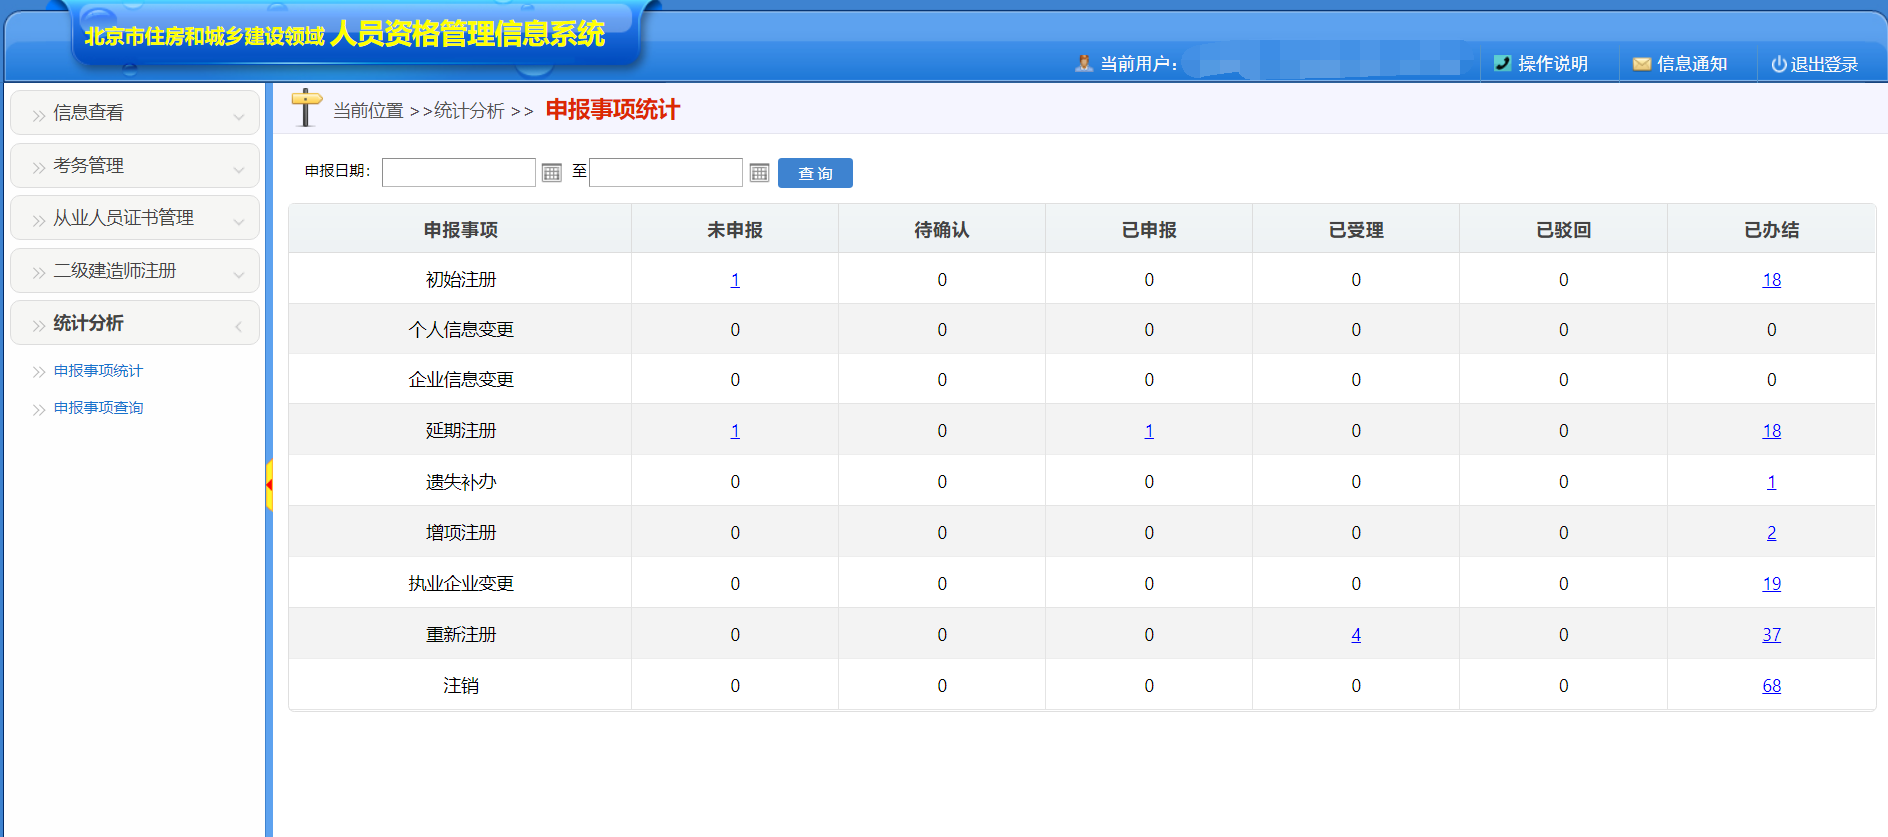 北京市住房和城乡建设领域 人员资格管理信息系统
当前用户： 操作说明 信息通知 退出登录
信息查看
考务管理
从业人员证书管理
二级建造师注册
统计分析
申报事项统计
申报事项查询
当前位置 >>统计分析 >> 申报事项统计
申报日期： 至 查 询
申报事项 未申报 待确认 已申报 已受理 已驳回 已办结
初始注册 1 0 0 0 0 18
个人信息变更 0 0 0 0 0 0
企业信息变更 0 0 0 0 0 0
延期注册 1 0 1 0 0 18
遗失补办 0 0 0 0 0 1
增项注册 0 0 0 0 0 2
执业企业变更 0 0 0 0 0 19
重新注册 0 0 0 4 0 37
注销 0 0 0 0 0 68